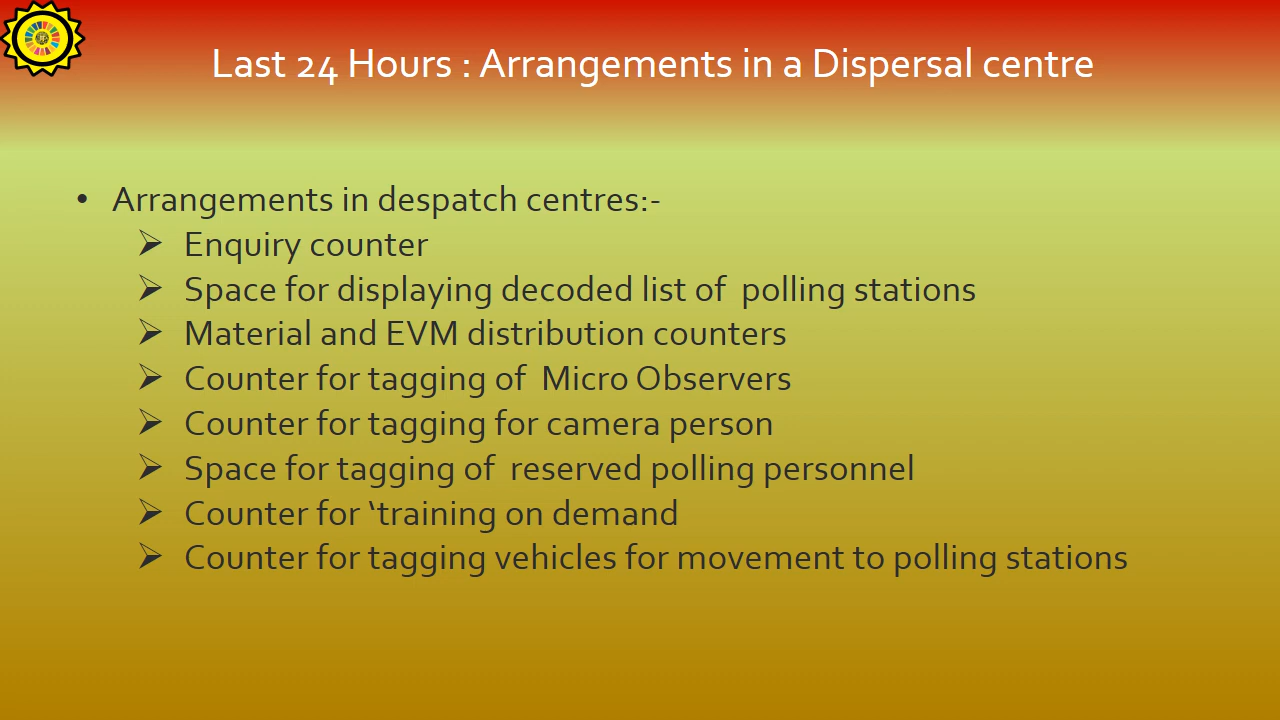 Last 24 Hours : Arrangements in a Dispersal centre
• Arrangements in despatch centres:-
➢ Enquiry counter
➢ Space for displaying decoded list of polling stations
➢ Material and EVM distribution counters
➢ Counter for tagging of Micro Observers
➢ Counter for tagging for camera person
➢ Space for tagging of reserved polling personnel
➢ Counter for ‘training on demand
➢ Counter for tagging vehicles for movement to polling stations